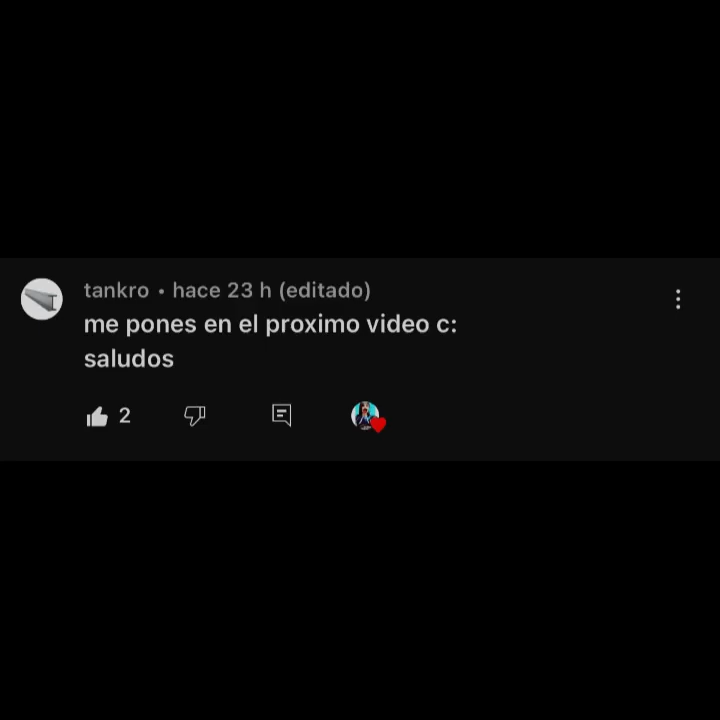 tankro • hace 23 h (editado)
me pones en el proximo video c:
saludos
2